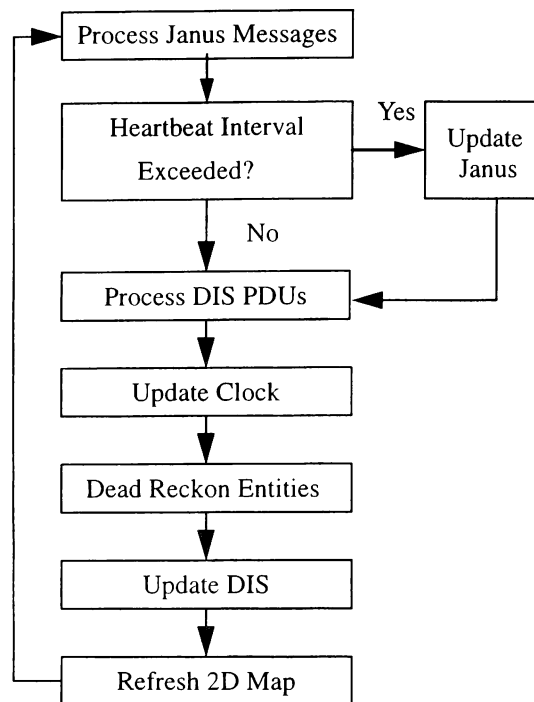 Process Janus Messages
Heartbeat Interval
Exceeded?
Yes
Update
Janus
No
Process DIS PDUs
Update Clock
Dead Reckon Entities
Update DIS
Refresh 2D Map